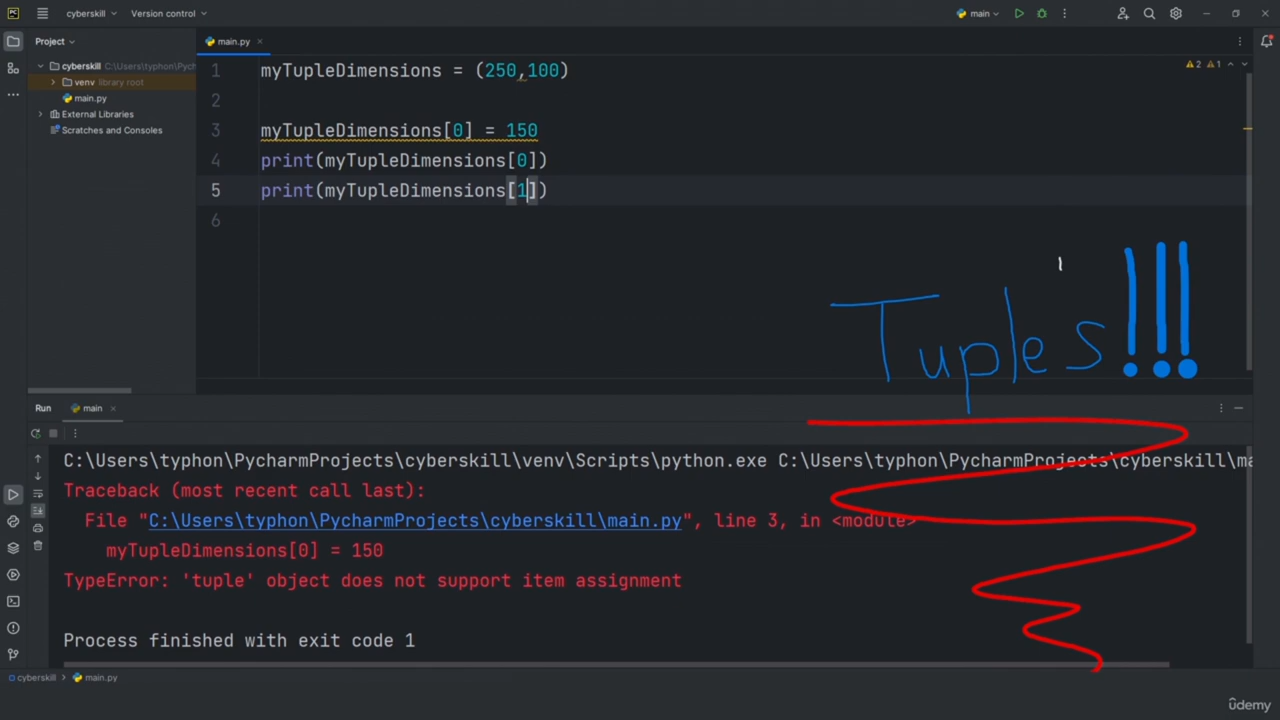 PC cyberskill Version control main
Project
main.py
cyberskill C:\Users\typhon\Pych
venv library root
main.py
External Libraries
Scratches and Consoles
1 myTupleDimensions = (250,100)
2
3 myTupleDimensions[0] = 150
4 print(myTupleDimensions[0])
5 print(myTupleDimensions[1])
6
2 1
Tuples!!!
Run main
C:\Users\typhon\PycharmProjects\cyberskill\venv\Scripts\python.exe C:\Users\typhon\PycharmProjects\cyberskill\ma
Traceback (most recent call last):
File "C:\Users\typhon\PycharmProjects\cyberskill\main.py", line 3, in <module>
myTupleDimensions[0] = 150
TypeError: 'tuple' object does not support item assignment
Process finished with exit code 1
cyberskill > main.py
udemy